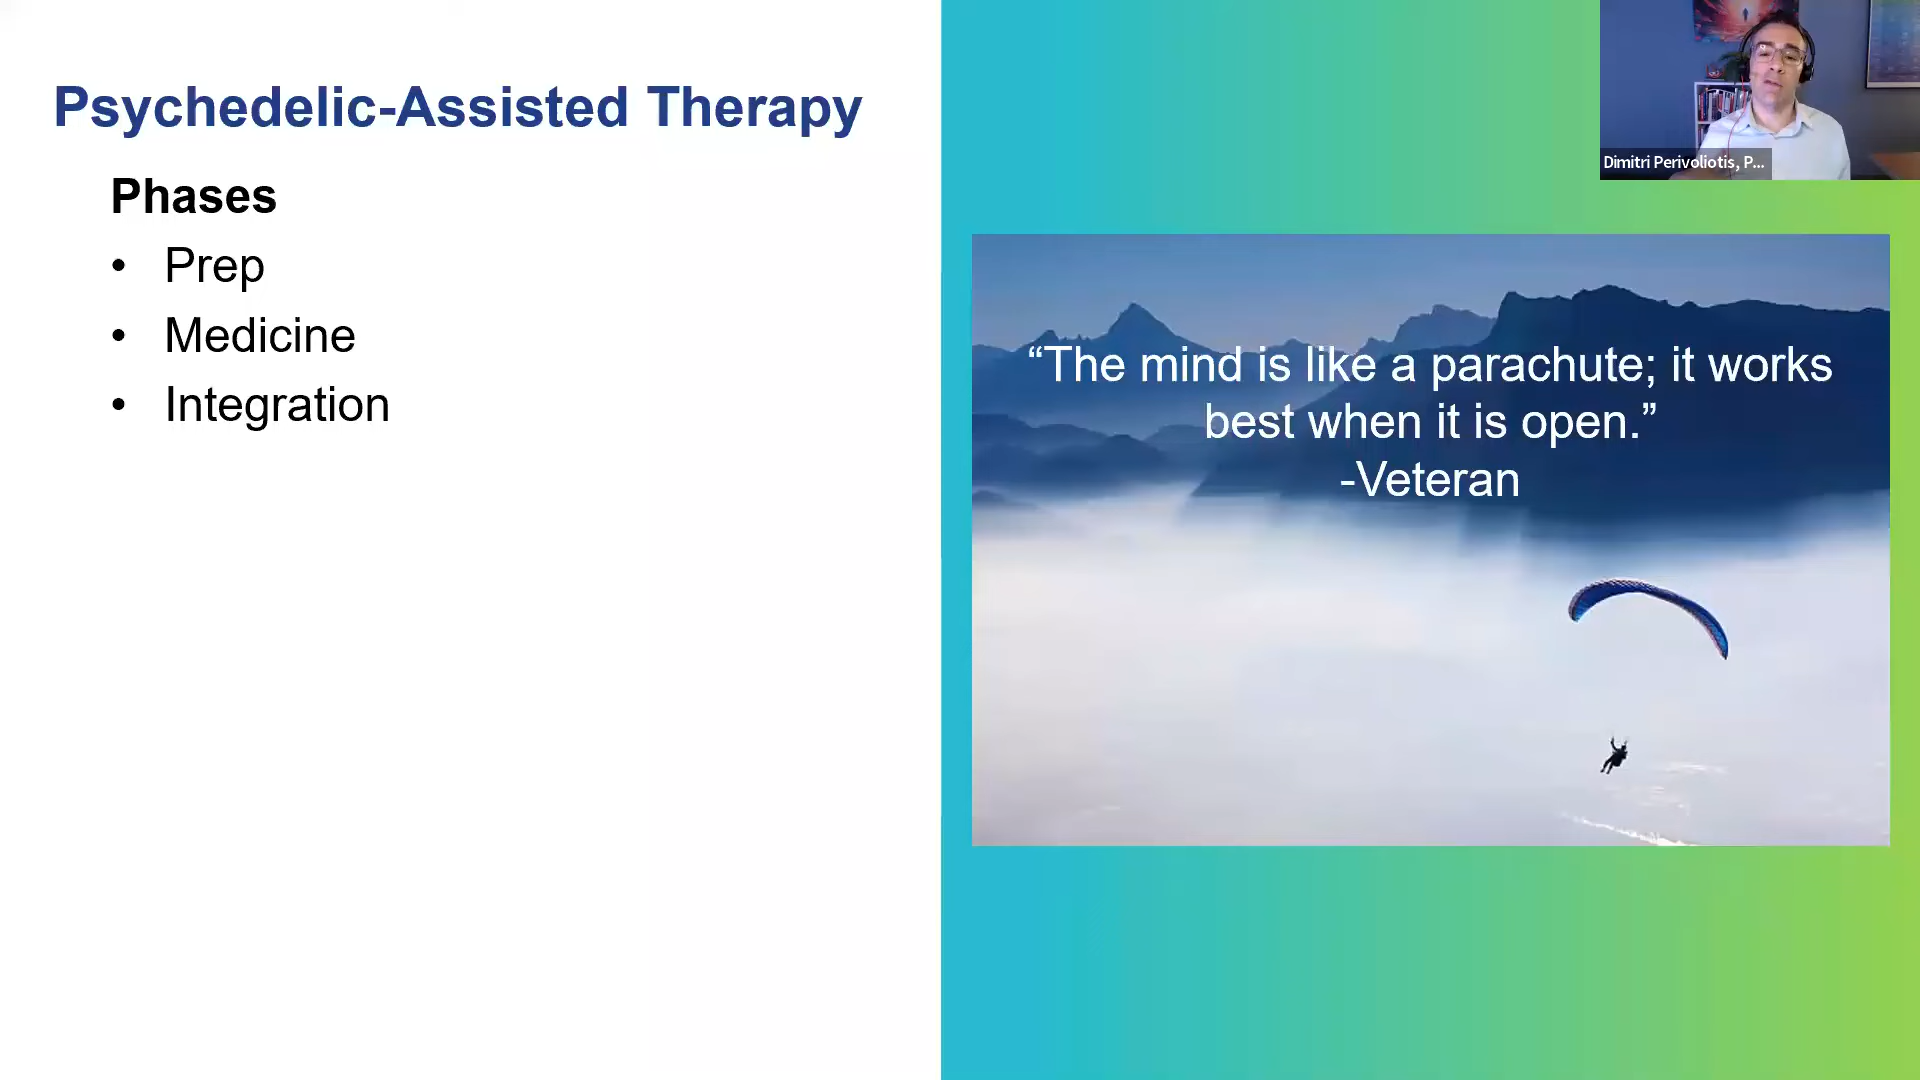 Psychedelic-Assisted Therapy
Phases
• Prep
• Medicine
• Integration
“The mind is like a parachute; it works
best when it is open.”
-Veteran
Dimitri Perivoliotis, P...